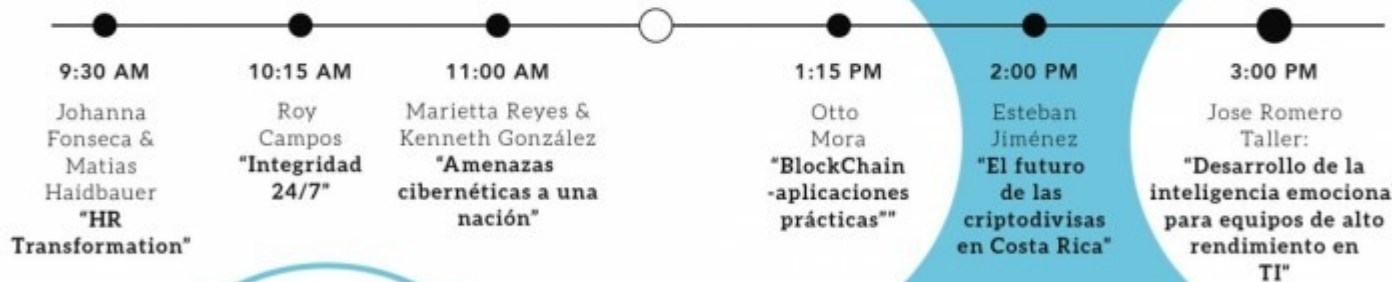 9:30 AM
Johanna
Fonseca &
Matias
Haidbauer
"HR
Transformation"
10:15 AM
Roy
Campos
"Integridad
24/7"
11:00 AM
Marietta Reyes &
Kenneth González
"Amenazas
cibernéticas a una
nación"
1:15 PM
Otto
Mora
"BlockChain
-aplicaciones
prácticas""
2:00 PM
Esteban
Jiménez
"El futuro
de las
criptodivisas
en Costa Rica"
3:00 PM
Jose Romero
Taller:
"Desarrollo de la
inteligencia emociona
para equipos de alto
rendimiento en
TI"